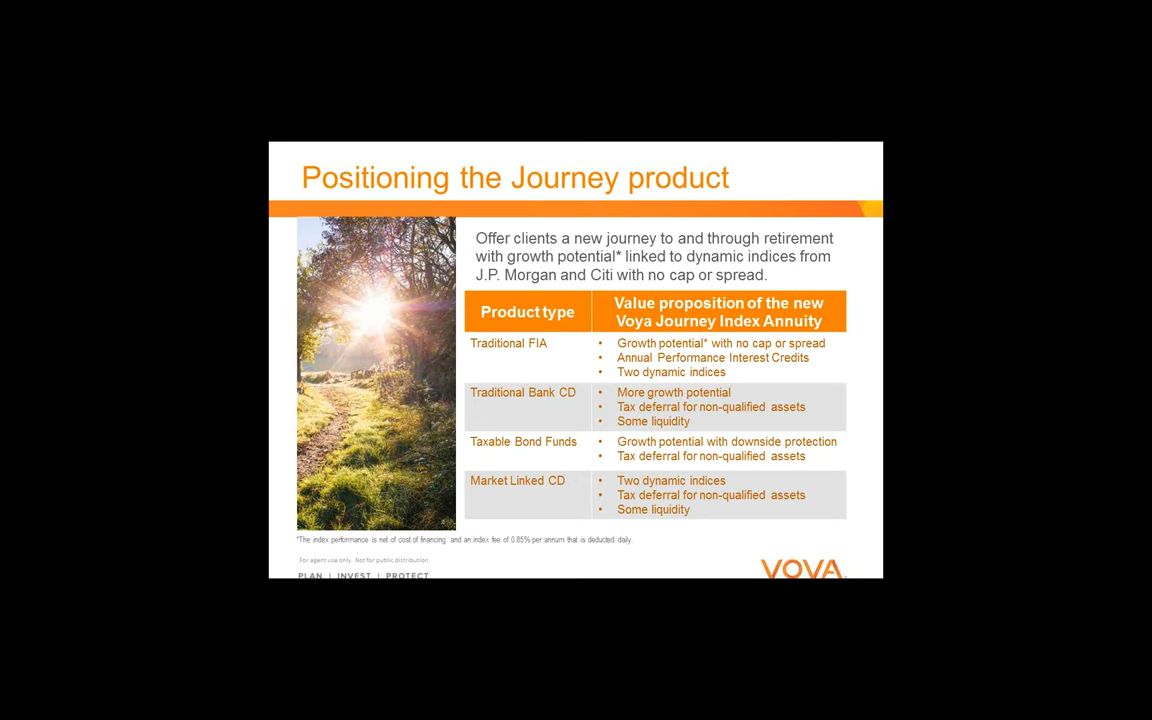 Positioning the Journey product
Offer clients a new journey to and through retirement
with growth potential* linked to dynamic indices from
J.P. Morgan and Citi with no cap or spread.
Product type
Value proposition of the new
Voya Journey Index Annuity
Traditional FIA
• Growth potential* with no cap or spread
• Annual Performance Interest Credits
• Two dynamic indices
Traditional Bank CD
• More growth potential
• Tax deferral for non-qualified assets
• Some liquidity
Taxable Bond Funds
• Growth potential with downside protection
• Tax deferral for non-qualified assets
Market Linked CD
• Two dynamic indices
• Tax deferral for non-qualified assets
• Some liquidity
*The index performance is net of cost of financing and an index fee of 0.85% per annum that is deducted daily.
For agent use only. Not for public distribution.
PLAN | INVEST | PROTECT
VOYA